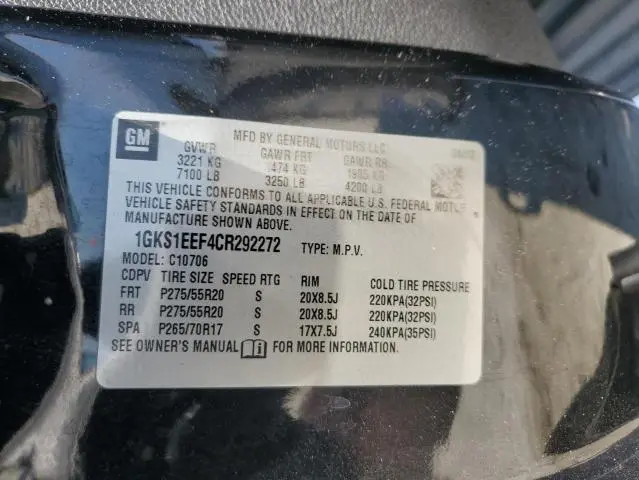 GM
MFD BY GENERAL MOTORS LLC
GVWR GAWR FRT GAWR RR
3221 KG 1474 KG 1905 KG
7100 LB 3250 LB 4200 LB
THIS VEHICLE CONFORMS TO ALL APPLICABLE U.S. FEDERAL MOTOR
VEHICLE SAFETY STANDARDS IN EFFECT ON THE DATE OF
MANUFACTURE SHOWN ABOVE.
1GKS1EEF4CR292272 TYPE: M.P.V.
MODEL: C10706
CDPV TIRE SIZE SPEED RTG RIM COLD TIRE PRESSURE
FRT P275/55R20 S 20X8.5J 220KPA(32PSI)
RR P275/55R20 S 20X8.5J 220KPA(32PSI)
SPA P265/70R17 S 17X7.5J 240KPA(35PSI)
SEE OWNER'S MANUAL FOR MORE INFORMATION.